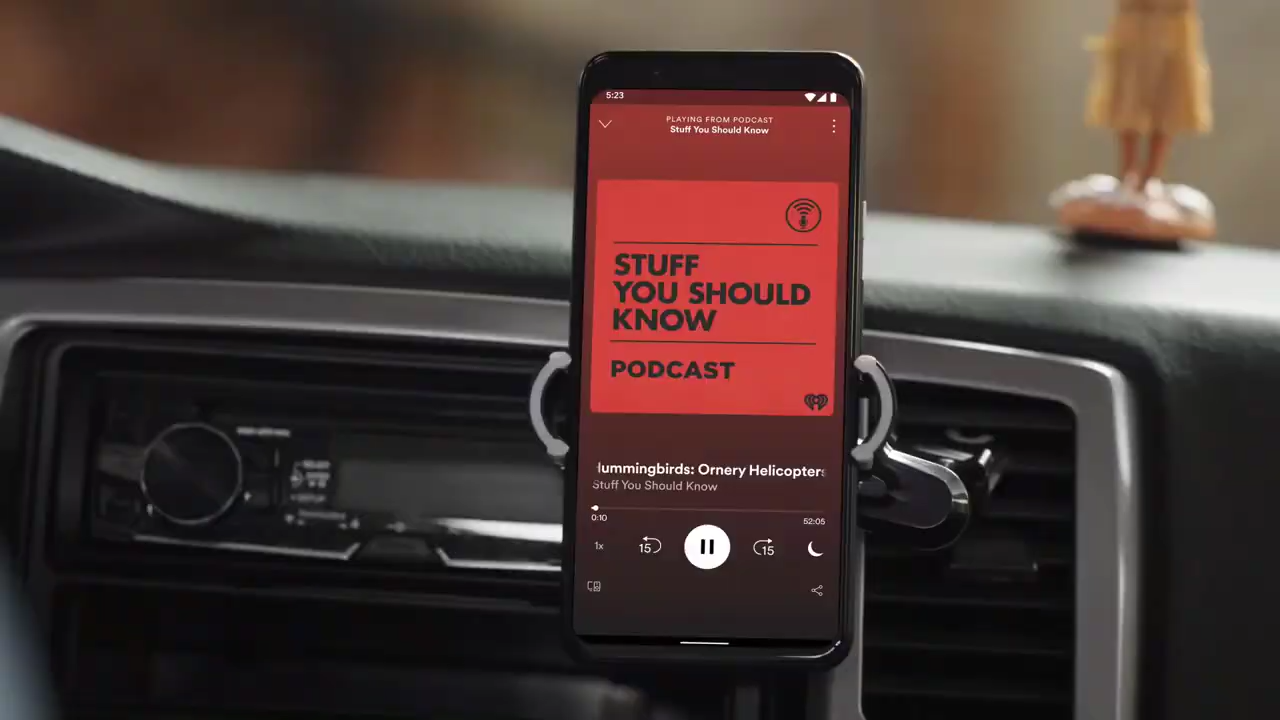 5:23
PLAYING FROM PODCAST
Stuff You Should Know
STUFF
YOU SHOULD
KNOW
PODCAST
ummingbirds: Ornery Helicopters
Stuff You Should Know
0:10
52:05
1x
15
15